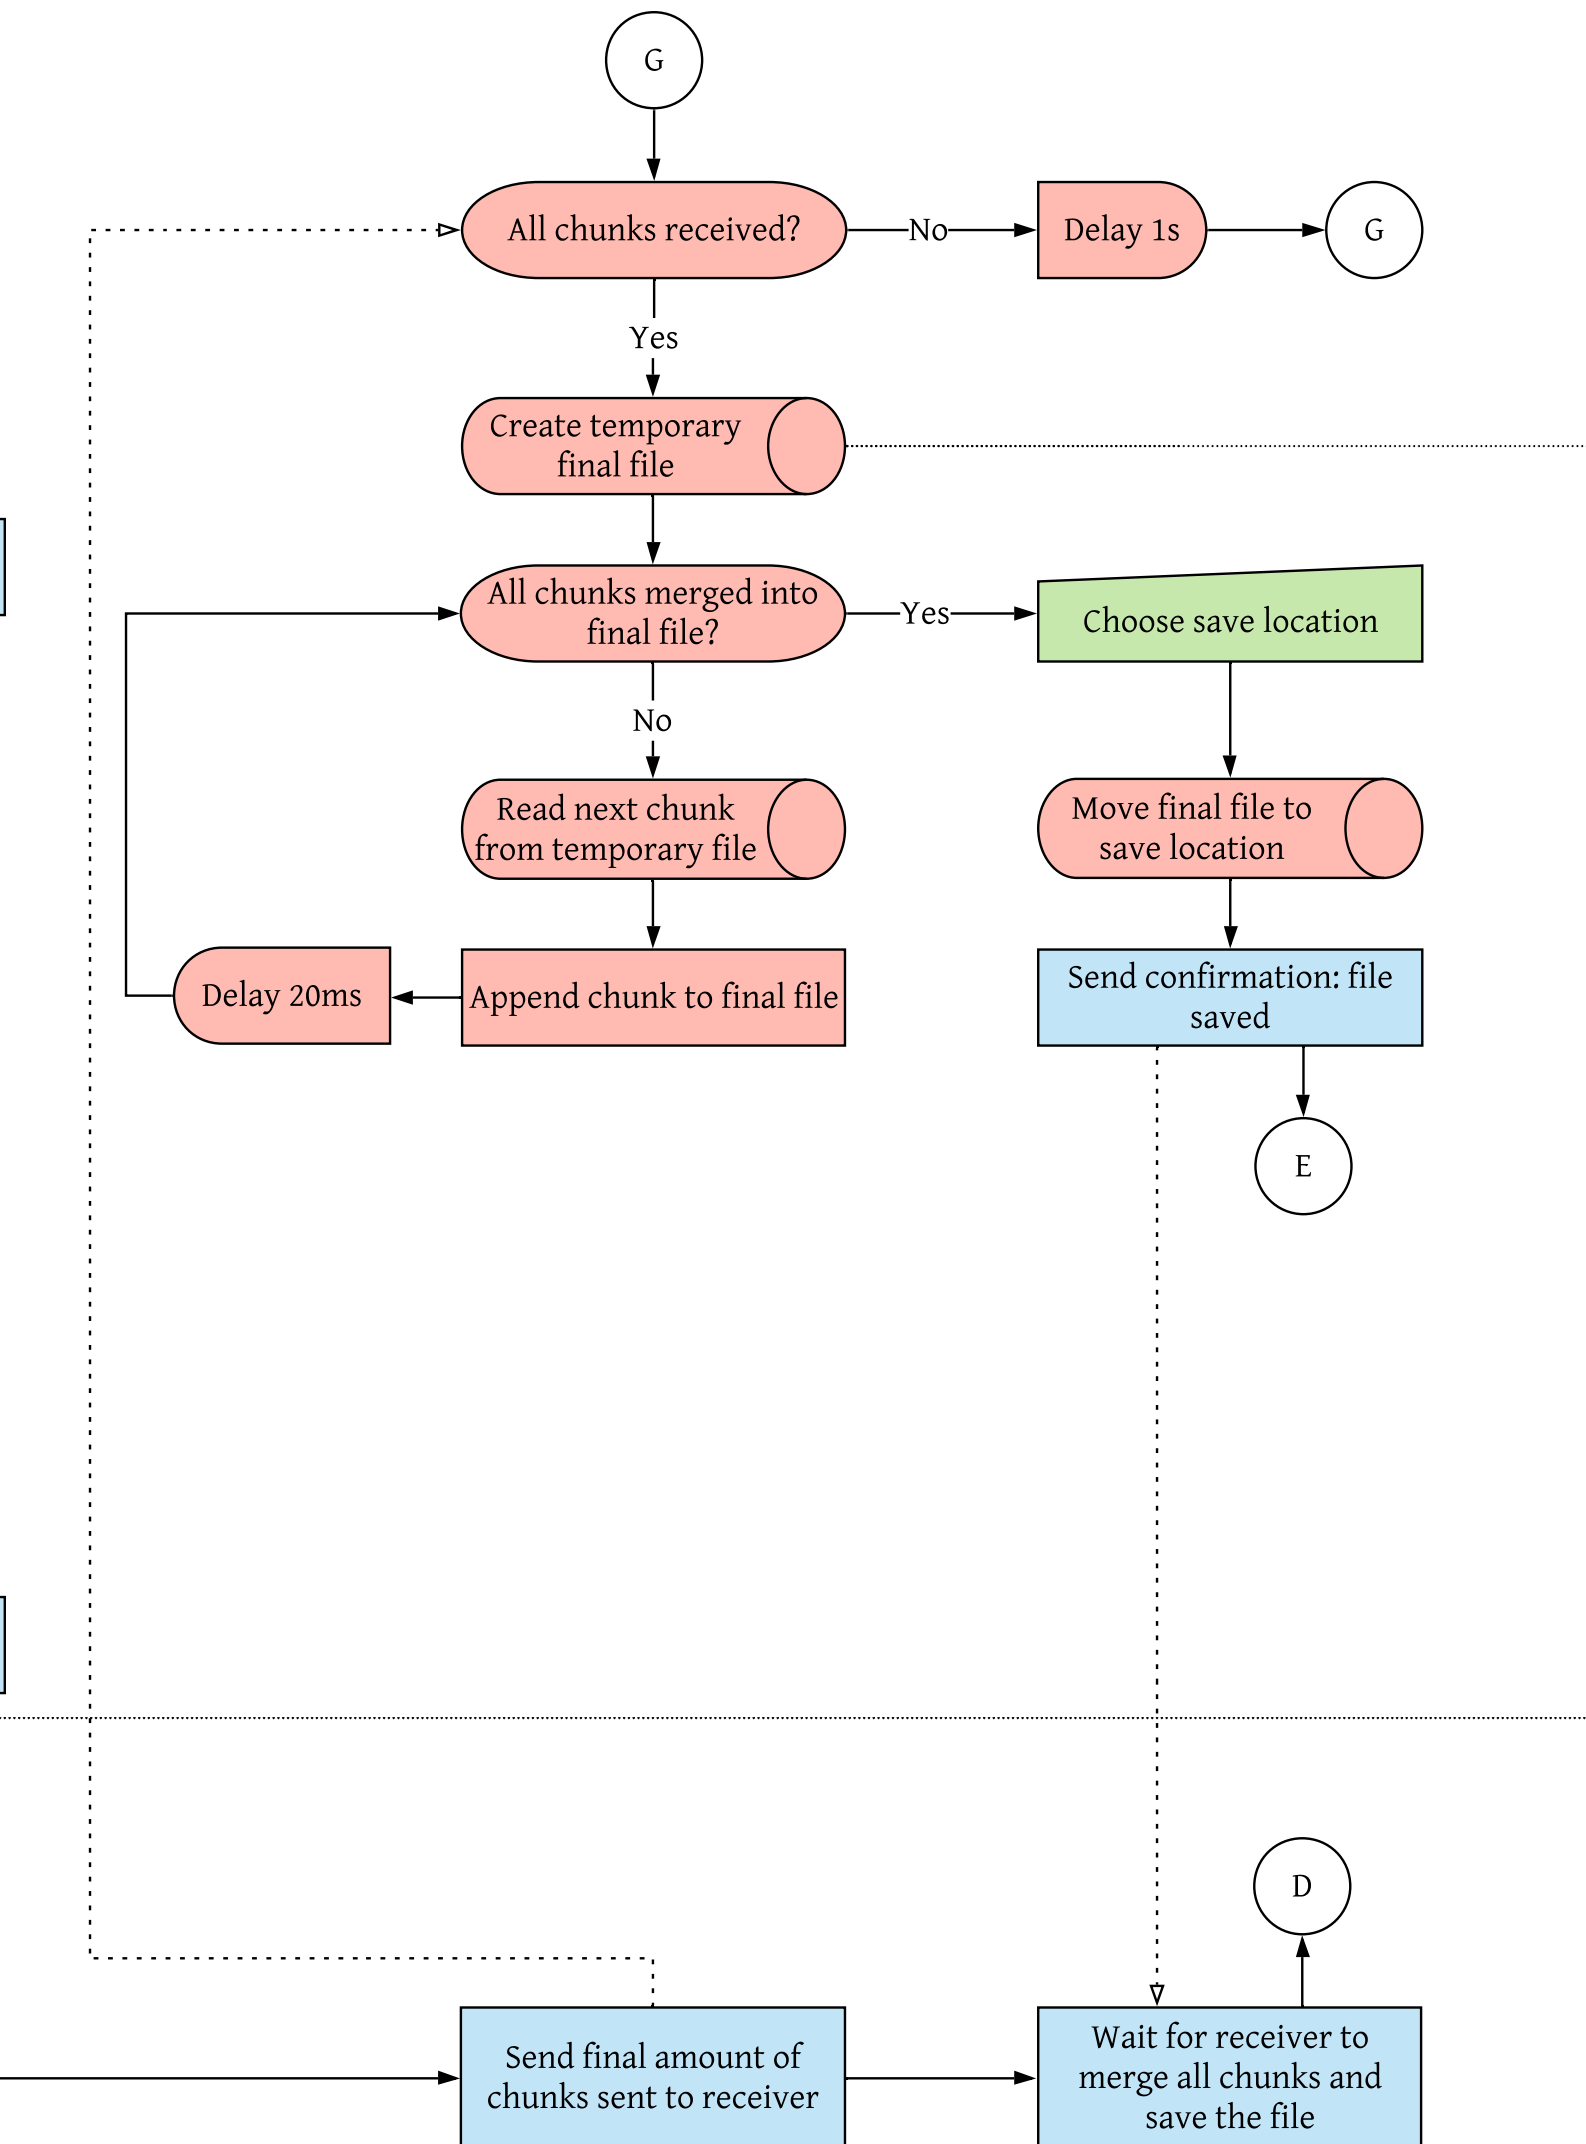 G
All chunks received?
No
Delay 1s
G
Yes
Create temporary
final file
All chunks merged into
final file?
Yes
Choose save location
No
Read next chunk
from temporary file
Move final file to
save location
Delay 20ms
Append chunk to final file
Send confirmation: file
saved
E
D
Send final amount of
chunks sent to receiver
Wait for receiver to
merge all chunks and
save the file